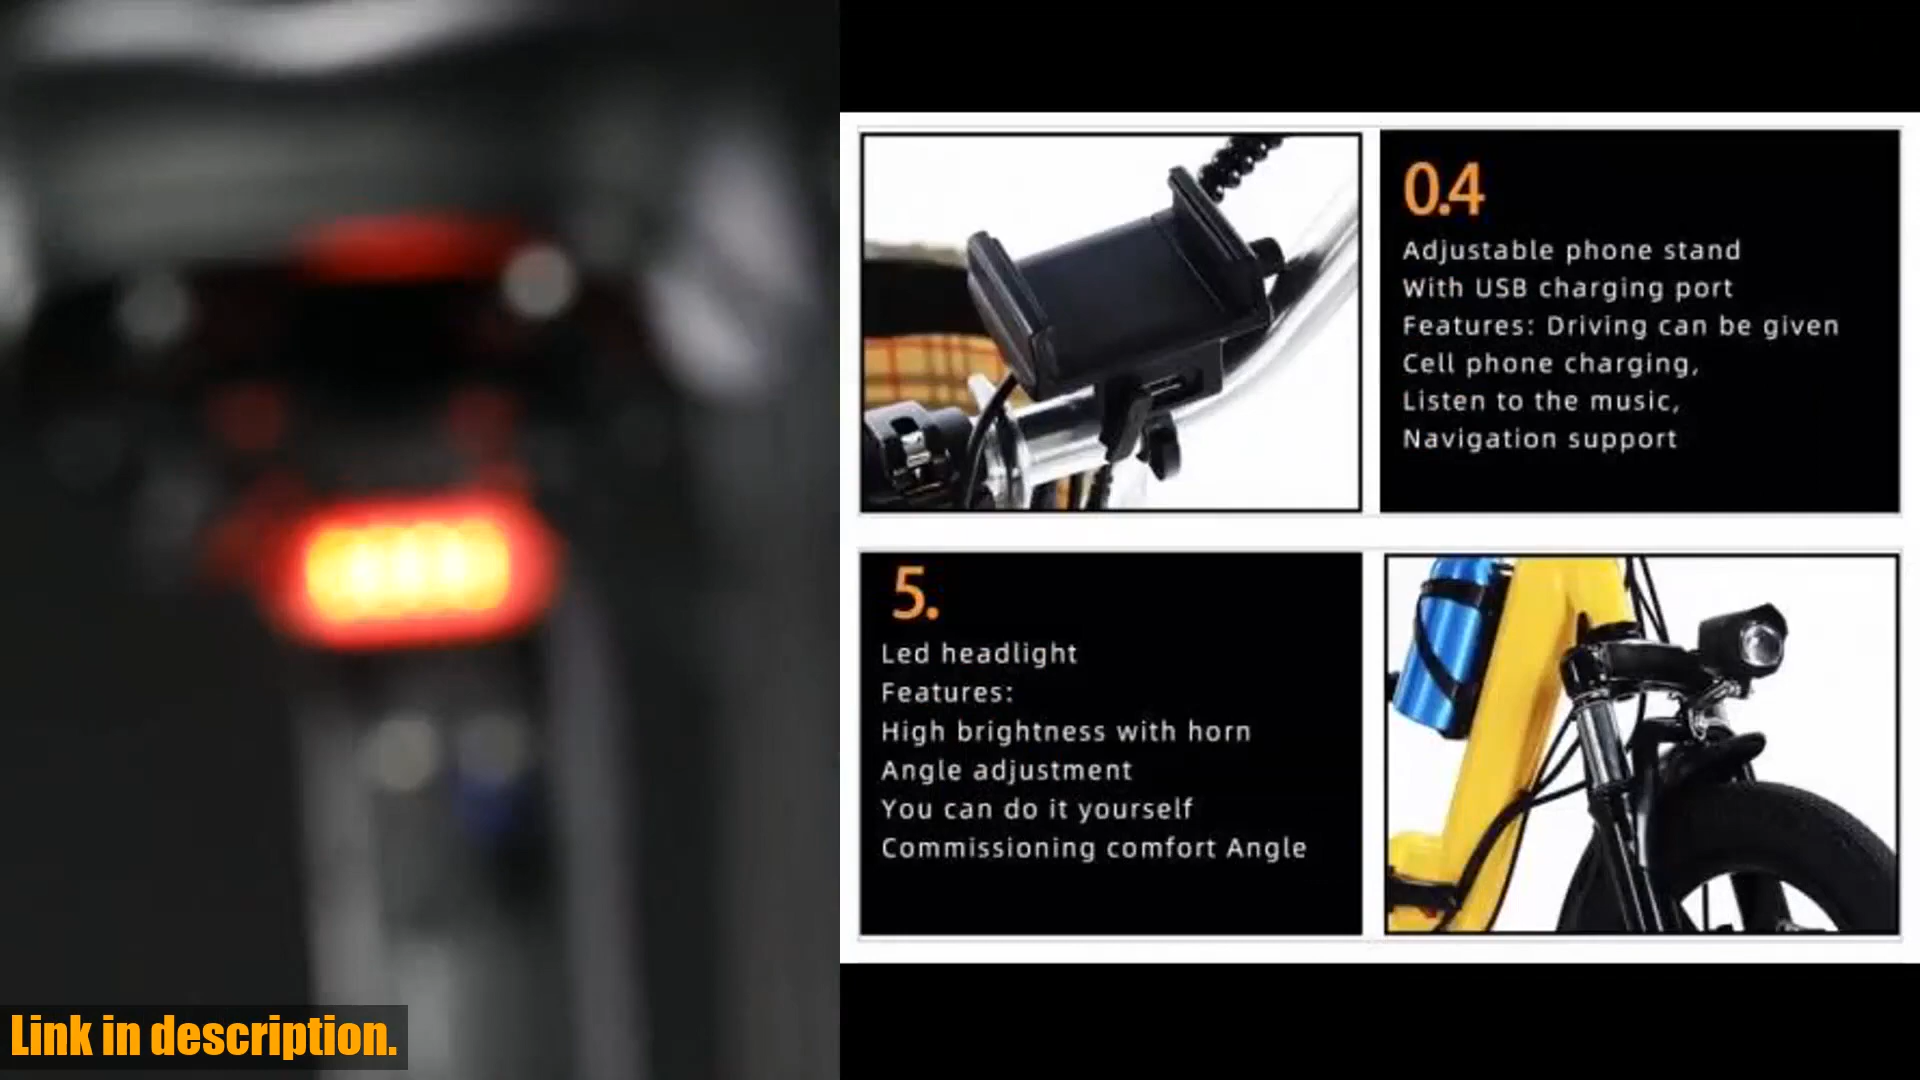 0.4
Adjustable phone stand
With USB charging port
Features: Driving can be given
Cell phone charging,
Listen to the music,
Navigation support
5.
Led headlight
Features:
High brightness with horn
Angle adjustment
You can do it yourself
Commissioning comfort Angle
Link in description.